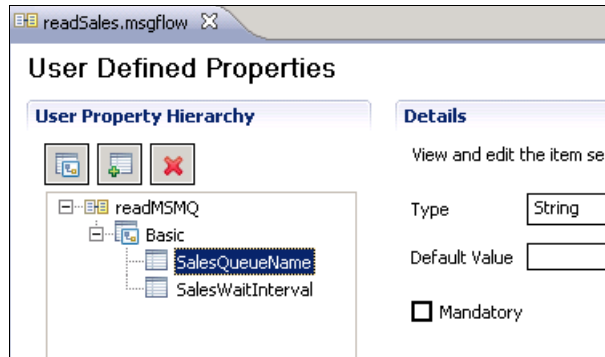 readSales.msgflow
User Defined Properties
User Property Hierarchy
Details
View and edit the item se
readMSMQ
Basic
SalesQueueName
SalesWaitInterval
Type String
Default Value
Mandatory